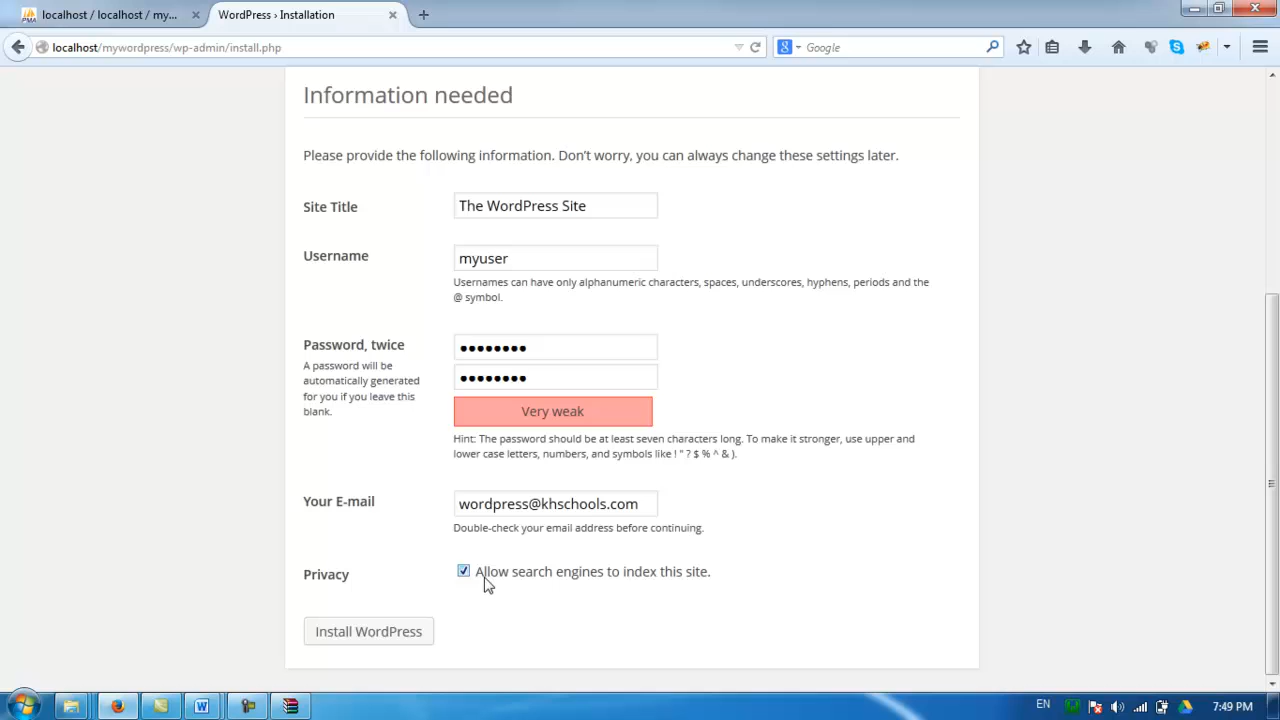 localhost / localhost / my...
WordPress › Installation
localhost/mywordpress/wp-admin/install.php
Google
Information needed
Please provide the following information. Don't worry, you can always change these settings later.
Site Title
The WordPress Site
Username
myuser
Usernames can have only alphanumeric characters, spaces, underscores, hyphens, periods and the
@ symbol.
Password, twice
A password will be
automatically generated
for you if you leave this
blank.
●●●●●●●●
●●●●●●●●
Very weak
Hint: The password should be at least seven characters long. To make it stronger, use upper and
lower case letters, numbers, and symbols like ! " ? $ % ^ & ).
Your E-mail
wordpress@khschools.com
Double-check your email address before continuing.
Privacy
Allow search engines to index this site.
Install WordPress
EN
7:49 PM